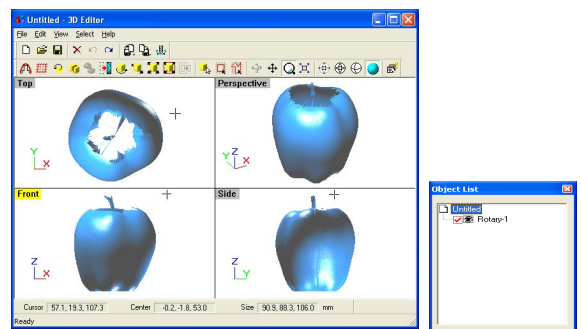 Untitled - 3D Editor
File Edit View Select Help
Top
Perspective
Y
X
Z
Y
X
Front
Side
Z
X
Z
Y
Cursor 57.1, 19.3, 107.3 Center -0.2, -1.8, 53.0 Size 90.9, 88.3, 106.0 mm
Ready
Object List
Untitled
Rotary-1